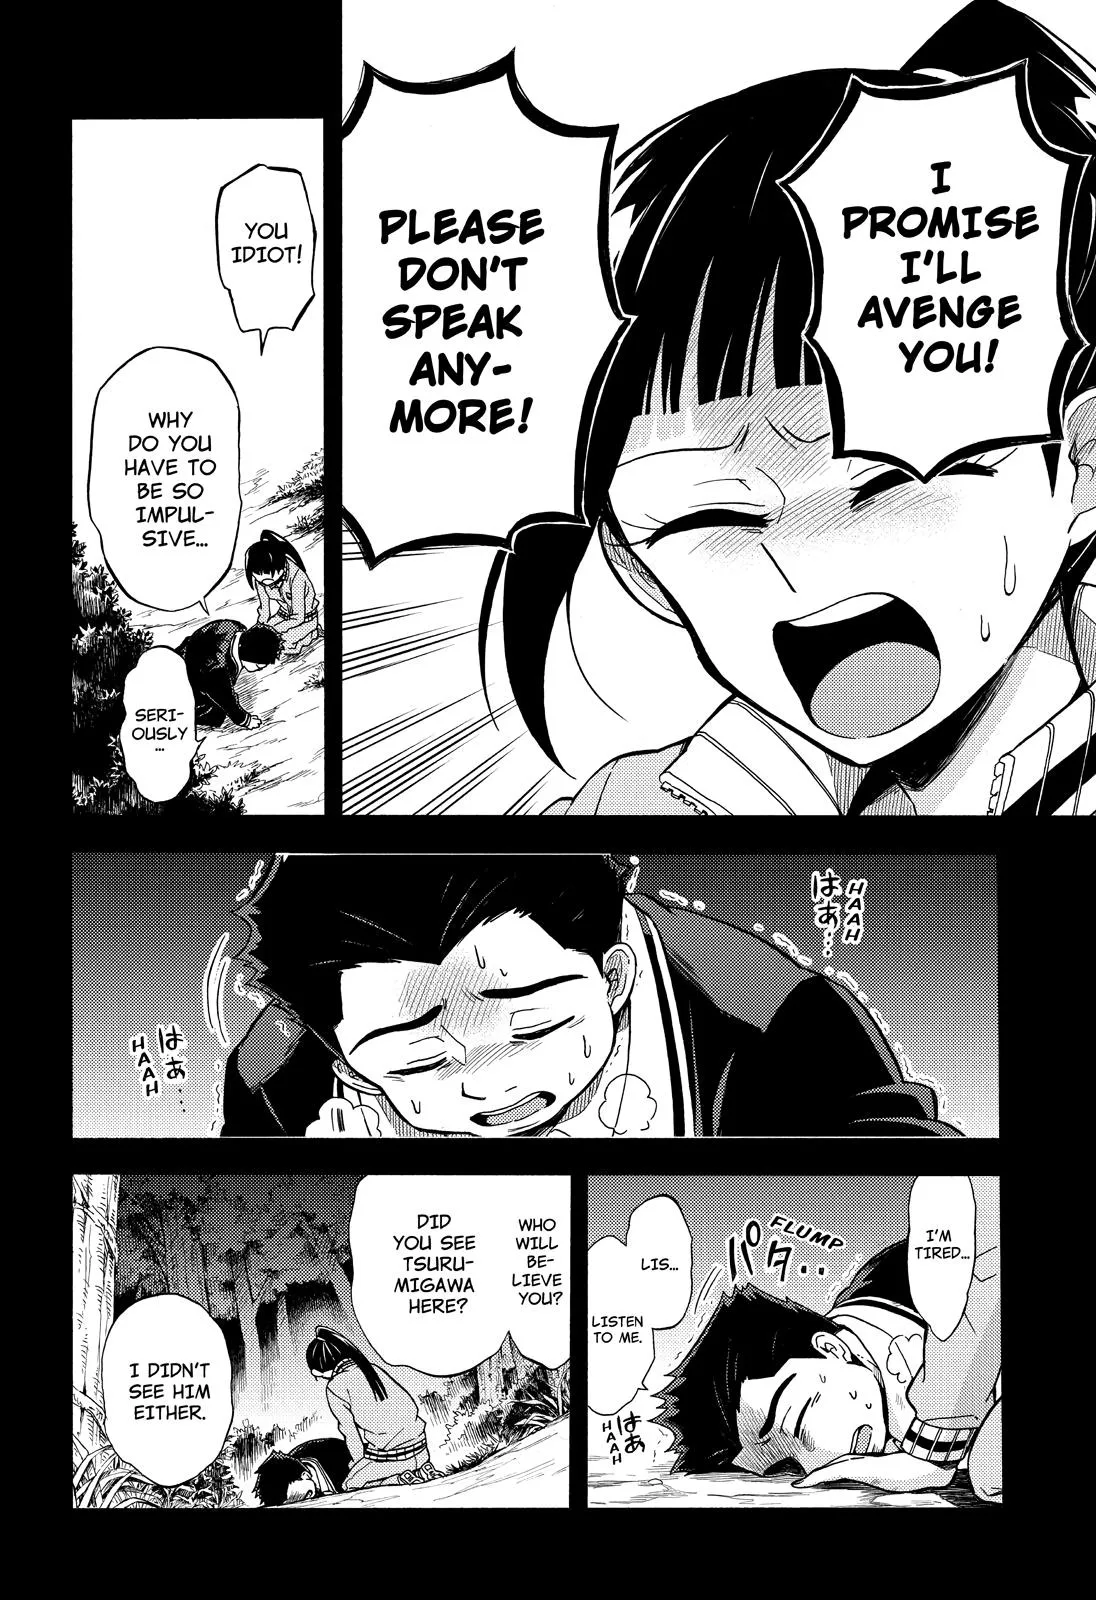 I
PROMISE
I'LL
AVENGE
YOU!
PLEASE
DON'T
SPEAK
ANY-
MORE!
YOU
IDIOT!
WHY
DO YOU
HAVE TO
BE SO
IMPUL-
SIVE...
SERI-
OUSLY
...
はぁ…
HAAH
はぁ…
HAAH
I'M
TIRED...
FLUMP
パタ..
LIS...
LISTEN
TO ME.
はぁ
HAAH
WHO
WILL
BE-
LIEVE
YOU?
DID
YOU SEE
TSURU-
MIGAWA
HERE?
I DIDN'T
SEE HIM
EITHER.